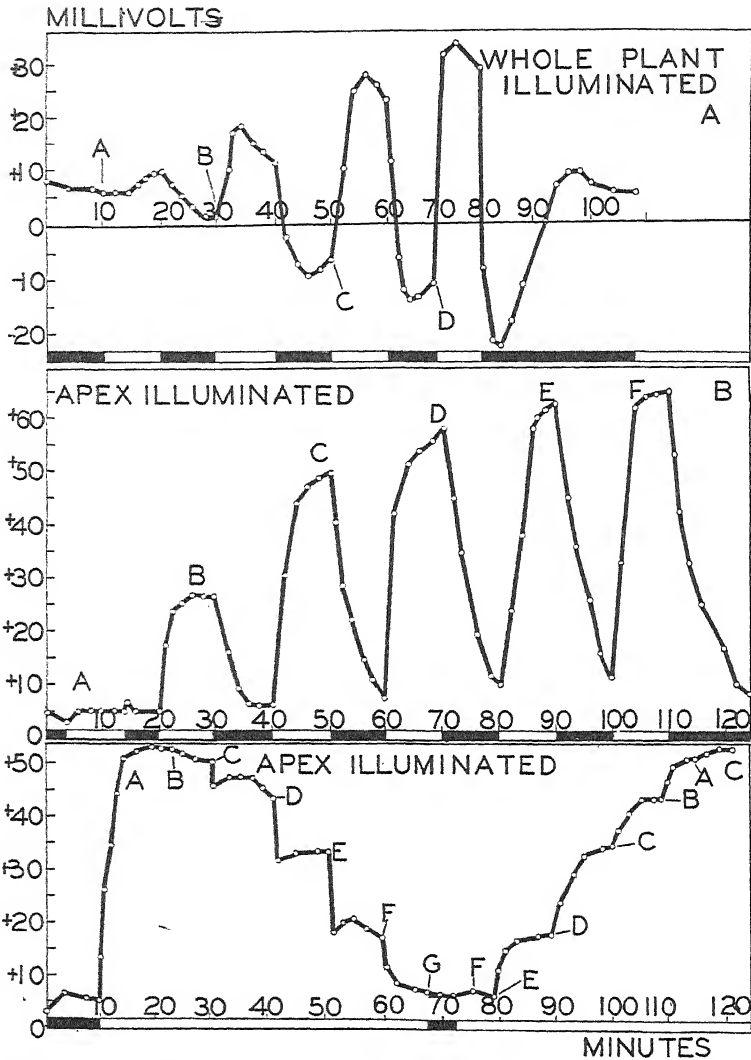 MILLIVOLTS
WHOLE PLANT
ILLUMINATED
A
+30
+20
+10
0
-10
-20
A
B
C
D
10 20 30 40 50 60 70 80 90 100
APEX ILLUMINATED
B
+60
+50
+40
+30
+20
+10
0
A
B
C
D
E
F
10 20 30 40 50 60 70 80 90 100 110 120
APEX ILLUMINATED
+50
+40
+30
+20
+10
0
A
B
C
D
E
F
G
F
E
D
C
B
A
C
10 20 30 40 50 60 70 80 90 100 110 120
MINUTES